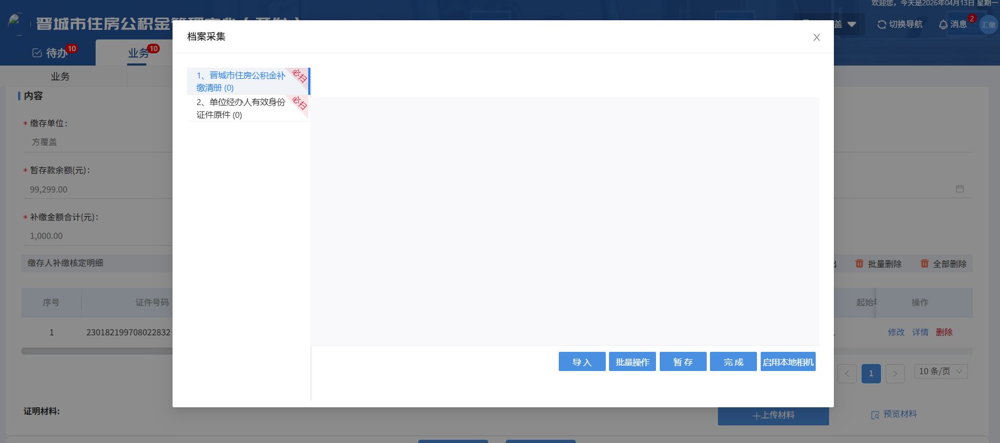 欢迎您，今天是2026年04月13日 星期一
晋城市住房公积金管理中心（开发）
盖
切换导航
消息
2
汇缴
待办
10
业务
10
业务
内容
* 缴存单位：
方覆盖
* 暂存款余额(元)：
99,299.00
* 补缴金额合计(元)：
1,000.00
缴存人补缴核定明细
批量删除
全部删除
序号
证件号码
起始
操作
1
230182199708022832
修改
详情
删除
1
10 条/页
证明材料:
上传材料
预览材料
档案采集
1、晋城市住房公积金补
缴清册 (0)
必扫
2、单位经办人有效身份
证件原件 (0)
必扫
导 入
批量操作
暂 存
完 成
启用本地相机